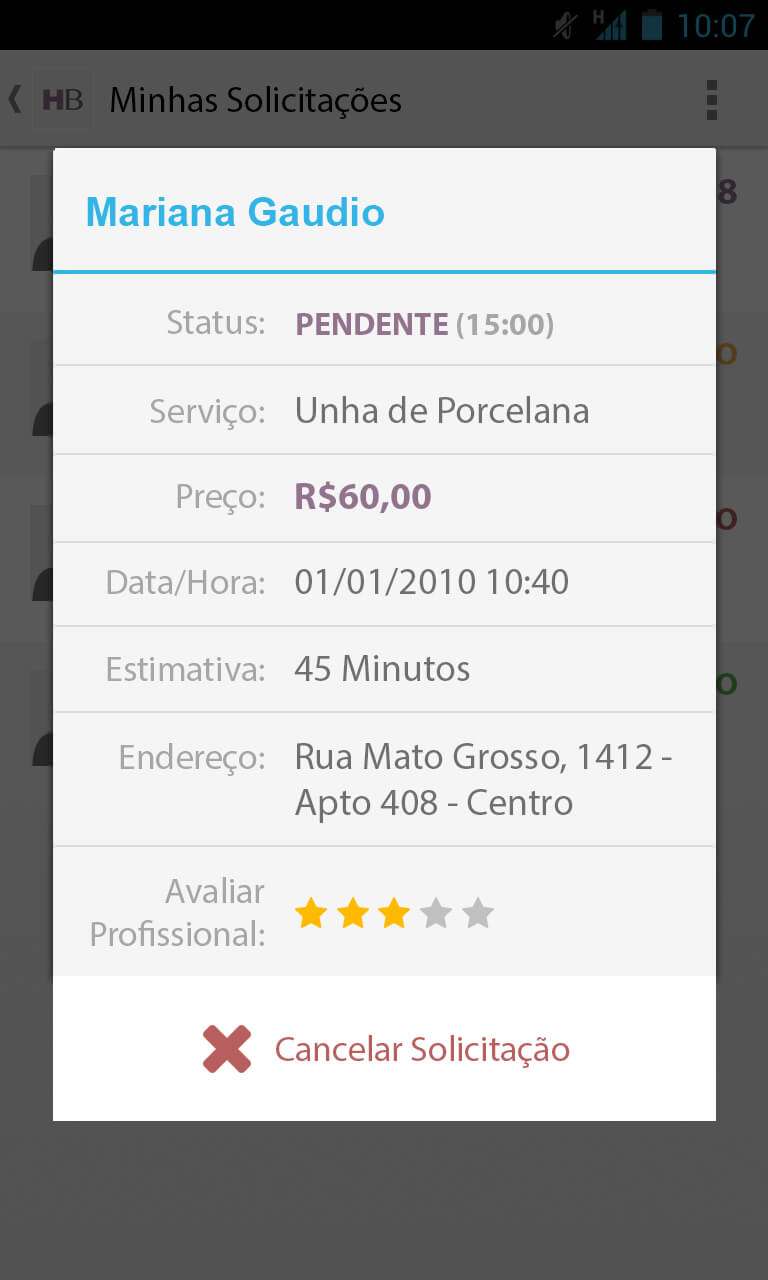 H
10:07
HB
Minhas Solicitações
8
O
O
O
Mariana Gaudio
Status: PENDENTE (15:00)
Serviço: Unha de Porcelana
Preço: R$60,00
Data/Hora: 01/01/2010 10:40
Estimativa: 45 Minutos
Endereço: Rua Mato Grosso, 1412 -
Apto 408 - Centro
Avaliar
Profissional:
Cancelar Solicitação